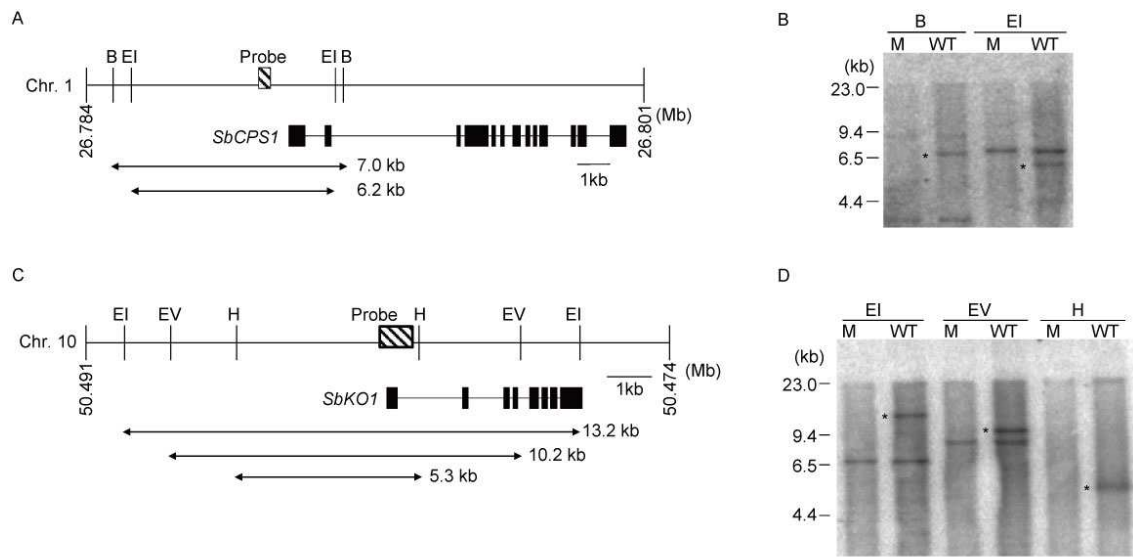 A
B EI Probe EI B
Chr. 1
26.784
26.801
(Mb)
SbCPS1
7.0 kb
6.2 kb
1kb
B
B EI
M WT M WT
(kb)
23.0
*
9.4
6.5
*
4.4
C
EI EV H Probe H EV EI
Chr. 10
50.491
50.474
(Mb)
1kb
SbKO1
13.2 kb
10.2 kb
5.3 kb
D
EI EV H
M WT M WT M WT
(kb)
23.0
*
*
9.4
6.5
*
4.4